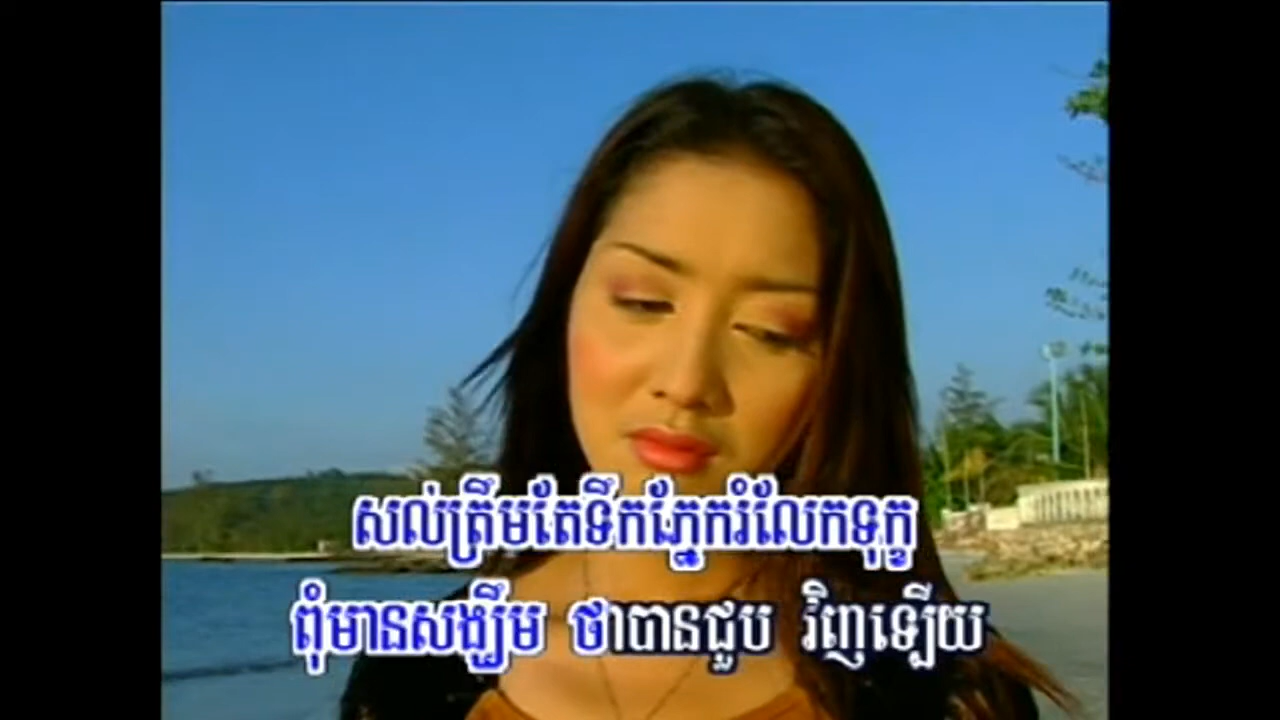 សល់ត្រឹមតែទឹកភ្នែករំលែកទុក្ខ
ពុំមានសង្ឃឹម ថាបានជួប វិញឡើយ